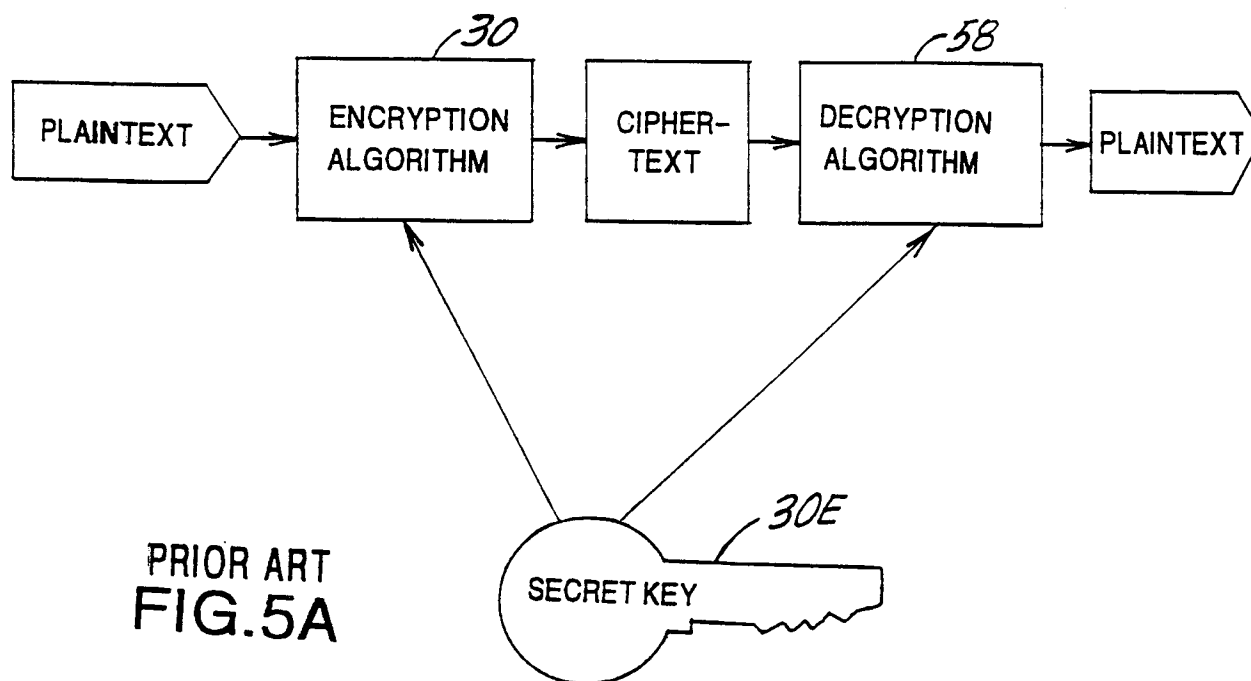 30
58
PLAINTEXT
ENCRYPTION
ALGORITHM
CIPHER-
TEXT
DECRYPTION
ALGORITHM
PLAINTEXT
30E
SECRET KEY
PRIOR ART
FIG.5A